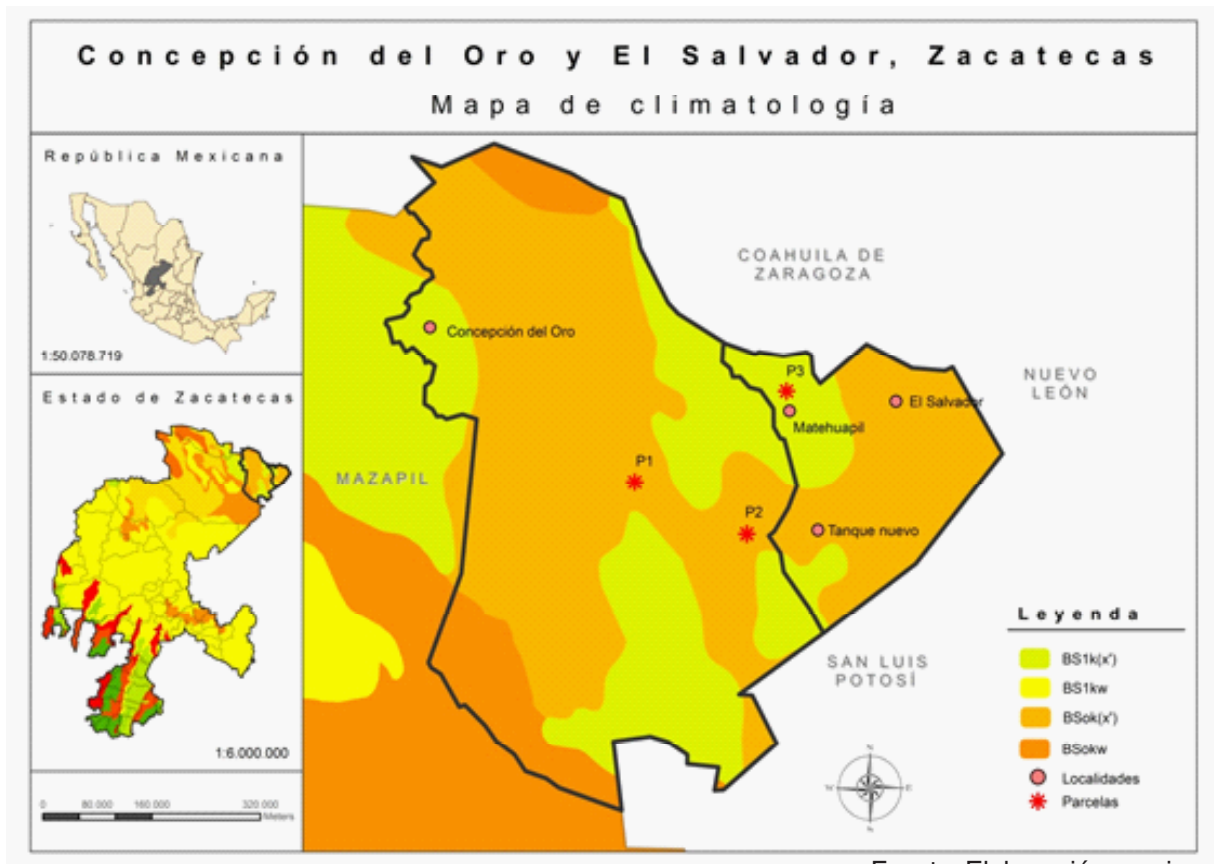 Concepción del Oro y El Salvador, Zacatecas
Mapa de climatología
República Mexicana
1:50.078.719
Estado de Zacatecas
1:6.000.000
0 80.000 160.000 320.000
Meters
COAHUILA DE
ZARAGOZA
NUEVO
LEÓN
Concepción del Oro
P3
El Salvador
Matehuapil
MAZAPIL
P1
P2
Tanque nuevo
SAN LUIS
POTOSÍ
Leyenda
BS1k(x')
BS1kw
BSok(x')
BSokw
Localidades
Parcelas
N
W
E
S